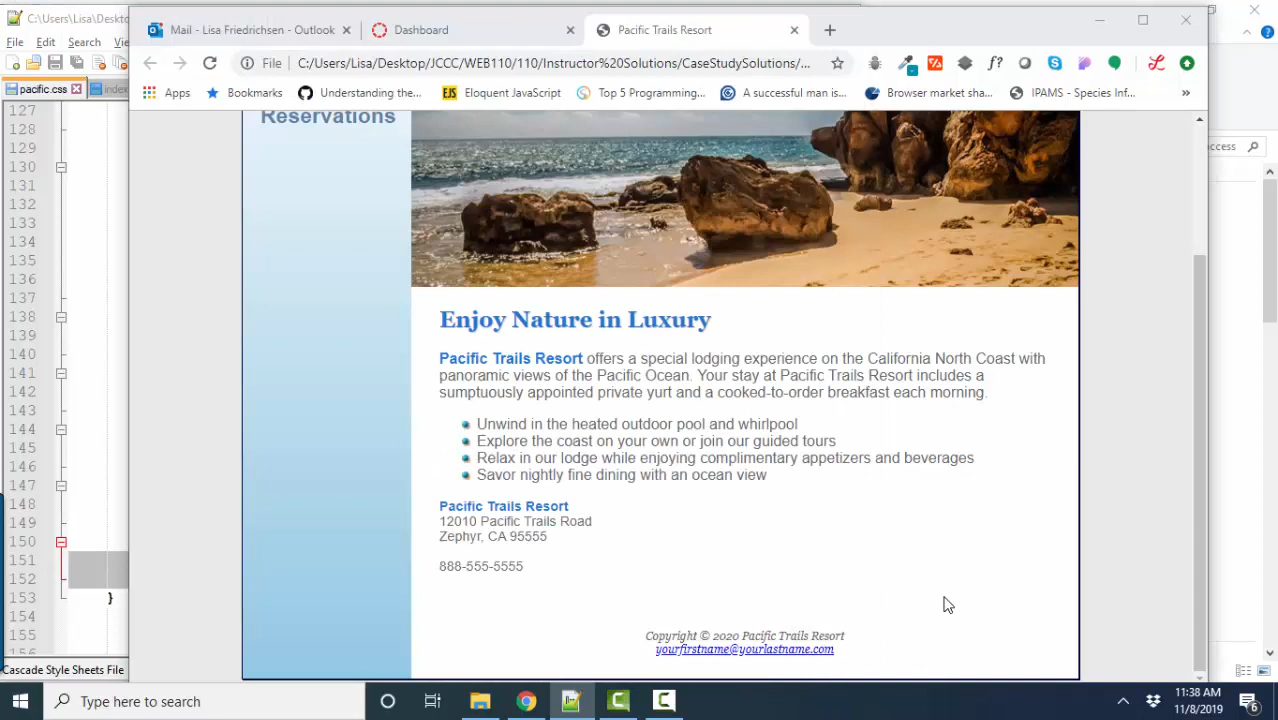 C:\Users\Lisa\Deskto
File Edit Search
pacific.css
index
127
128
129
130
131
132
133
134
135
136
137
138
139
140
141
142
143
144
145
146
147
148
149
150
151
152
153 }
154
155
Cascade Style Sheets File
Mail - Lisa Friedrichsen - Outlook
Dashboard
Pacific Trails Resort
File C:/Users/Lisa/Desktop/JCCC/WEB110/110/Instructor%20Solutions/CaseStudySolutions/...
f?
Apps Bookmarks Understanding the... EJS Eloquent JavaScript Top 5 Programming... A successful man is... Browser market sha... IPAMS - Species Inf... »
Reservations
Enjoy Nature in Luxury
Pacific Trails Resort offers a special lodging experience on the California North Coast with
panoramic views of the Pacific Ocean. Your stay at Pacific Trails Resort includes a
sumptuously appointed private yurt and a cooked-to-order breakfast each morning.
Unwind in the heated outdoor pool and whirlpool
Explore the coast on your own or join our guided tours
Relax in our lodge while enjoying complimentary appetizers and beverages
Savor nightly fine dining with an ocean view
Pacific Trails Resort
12010 Pacific Trails Road
Zephyr, CA 95555
888-555-5555
Copyright © 2020 Pacific Trails Resort
yourfirstname@yourlastname.com
Type here to search
11:38 AM
11/8/2019
6